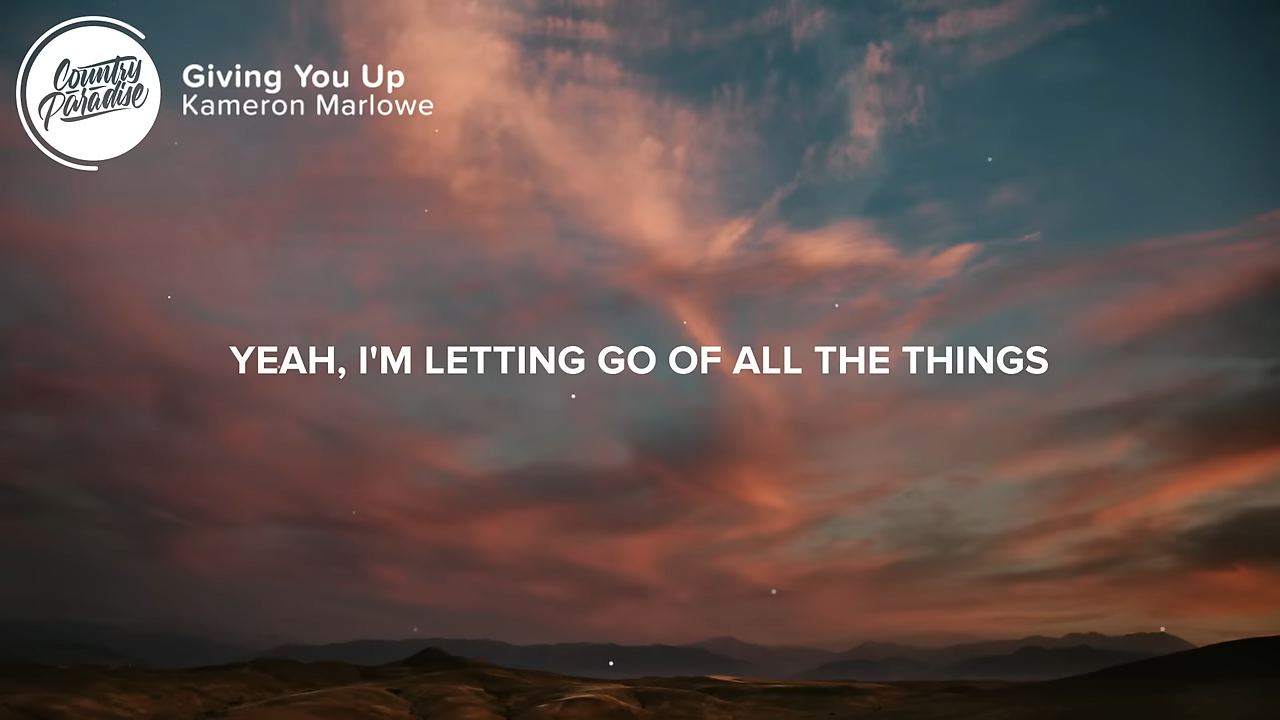 Country
Paradise
Giving You Up
Kameron Marlowe
YEAH, I'M LETTING GO OF ALL THE THINGS